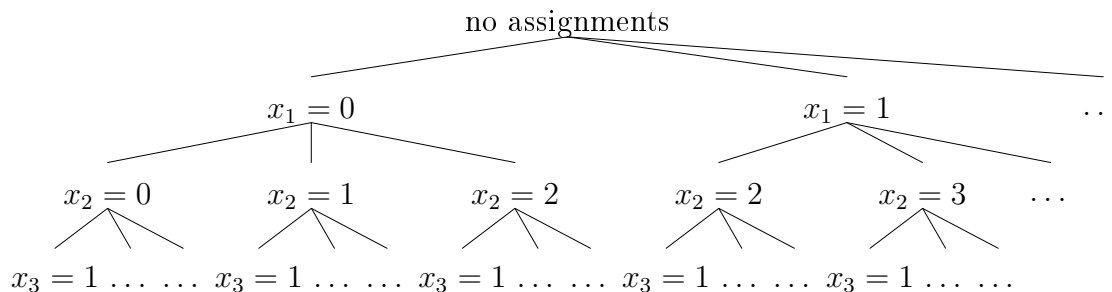 no assignments
x₁ = 0 x₁ = 1 ..
x₂ = 0 x₂ = 1 x₂ = 2 x₂ = 2 x₂ = 3 ...
x₃ = 1 ... ... x₃ = 1 ... ... x₃ = 1 ... ... x₃ = 1 ... ... x₃ = 1 ... ...